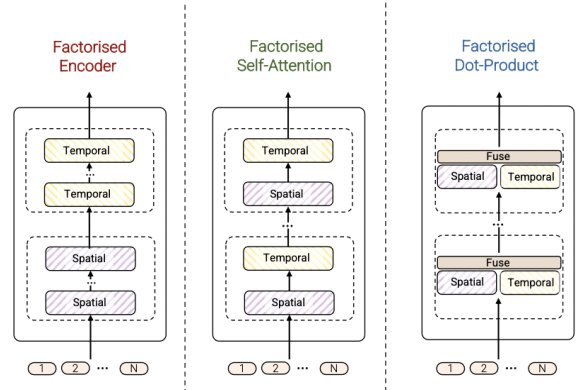 Factorised
Encoder
Temporal
...
Temporal
Spatial
...
Spatial
1 2 ... N
Factorised
Self-Attention
Temporal
Spatial
...
Temporal
Spatial
1 2 ... N
Factorised
Dot-Product
Fuse
Spatial Temporal
...
Fuse
Spatial Temporal
1 2 ... N